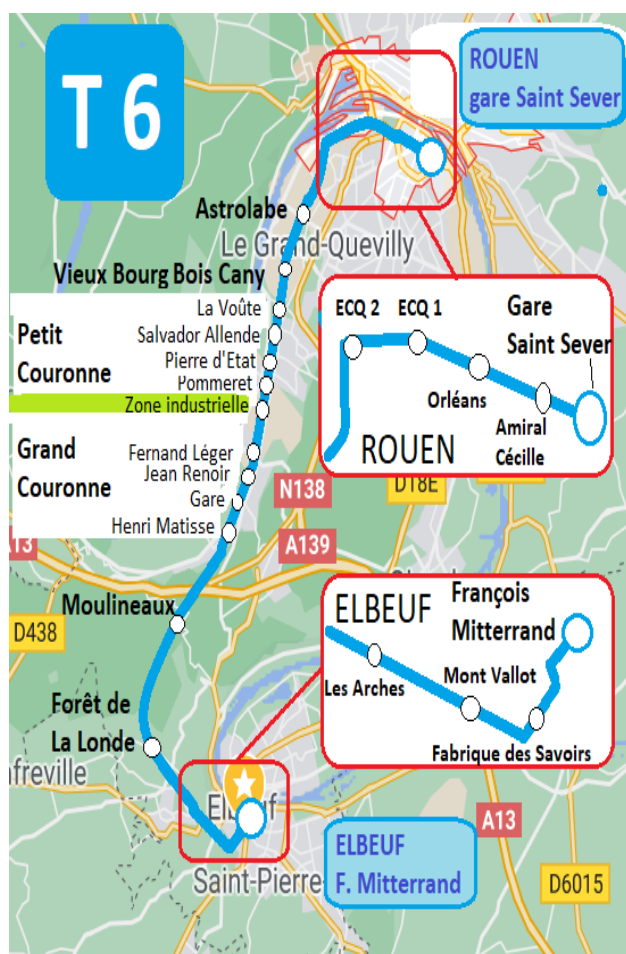 T 6
ROUEN
gare Saint Sever
Astrolabe
Le Grand-Quevilly
Vieux Bourg Bois Cany
Petit
Couronne
La Voûte
Salvador Allende
Pierre d'Etat
Pommeret
Zone industrielle
Grand
Couronne
Fernand Léger
Jean Renoir
Gare
Henri Matisse
ECQ 2
ECQ 1
Gare
Saint Sever
Orléans
Amiral
Cécille
ROUEN
N138
D18E
A13
A139
Moulineaux
D438
ELBEUF
François
Mitterrand
Les Arches
Mont Vallot
Fabrique des Savoirs
Forêt de
La Londe
nfreville
Elbeuf
Saint-Pierre
A13
ELBEUF
F. Mitterrand
D6015